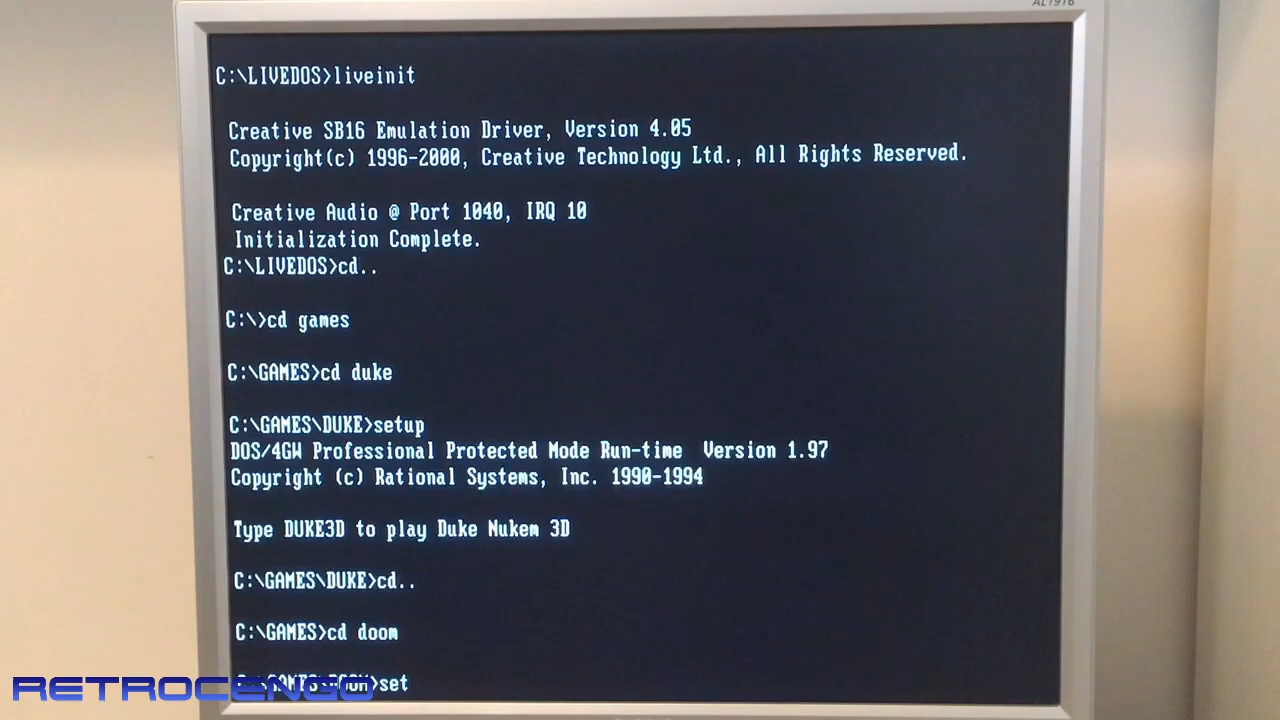 AL1916
C:\LIVEDOS>liveinit
Creative SB16 Emulation Driver, Version 4.05
Copyright(c) 1996-2000, Creative Technology Ltd., All Rights Reserved.
Creative Audio @ Port 1040, IRQ 10
Initialization Complete.
C:\LIVEDOS>cd..
C:\>cd games
C:\GAMES>cd duke
C:\GAMES\DUKE>setup
DOS/4GW Professional Protected Mode Run-time  Version 1.97
Copyright (c) Rational Systems, Inc. 1990-1994
Type DUKE3D to play Duke Nukem 3D
C:\GAMES\DUKE>cd..
C:\GAMES>cd doom
C:\GAMES\DOOM>set
RETROCENGO